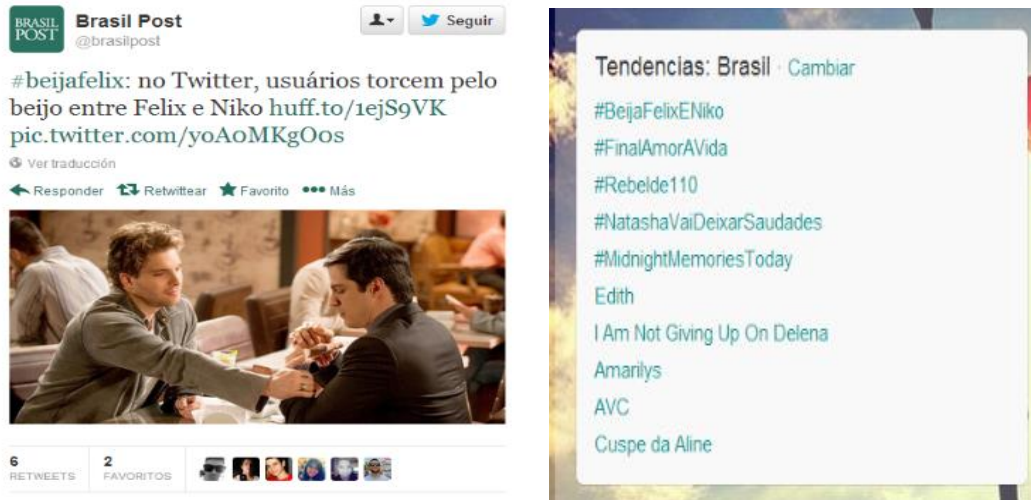 BRASIL
POST
Brasil Post
@brasilpost
Seguir
#beijafelix: no Twitter, usuários torcem pelo
beijo entre Felix e Niko huff.to/1ejS9VK
pic.twitter.com/yoAoMKgOos
Ver traducción
Responder Retwittear Favorito Más
6
RETWEETS
2
FAVORITOS
Tendencias: Brasil · Cambiar
#BeijaFelixENiko
#FinalAmorAVida
#Rebelde110
#NatashaVaiDeixarSaudades
#MidnightMemoriesToday
Edith
I Am Not Giving Up On Delena
Amarilys
AVC
Cuspe da Aline